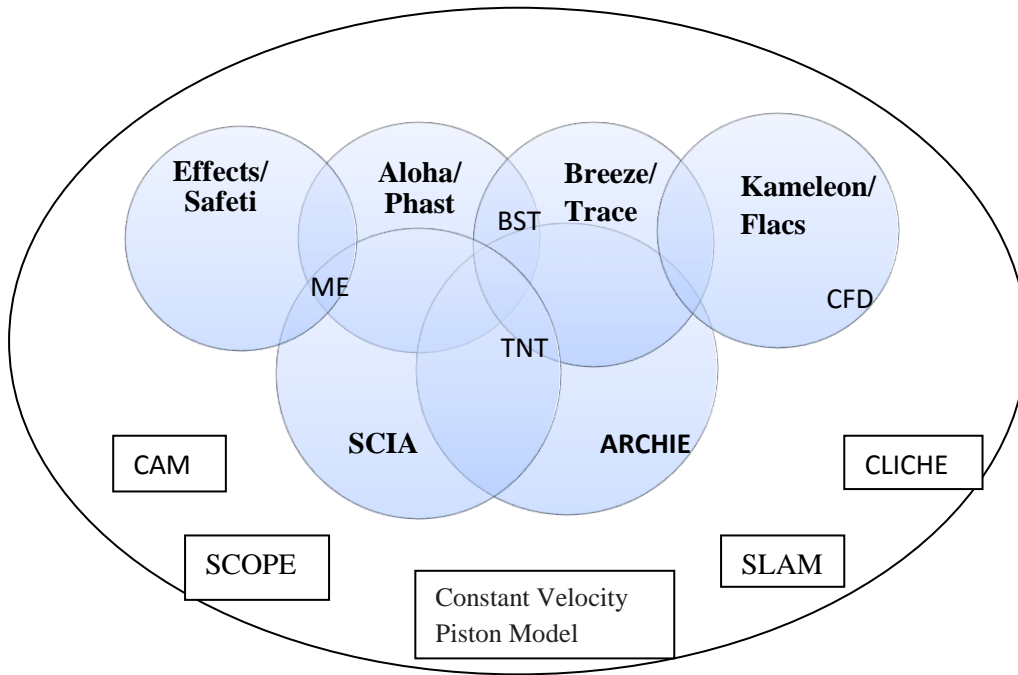 Effects/
Safeti
Aloha/
Phast
Breeze/
Trace
Kameleon/
Flacs
BST
ME
CFD
TNT
SCIA
ARCHIE
CAM
CLICHE
SCOPE
SLAM
Constant Velocity
Piston Model